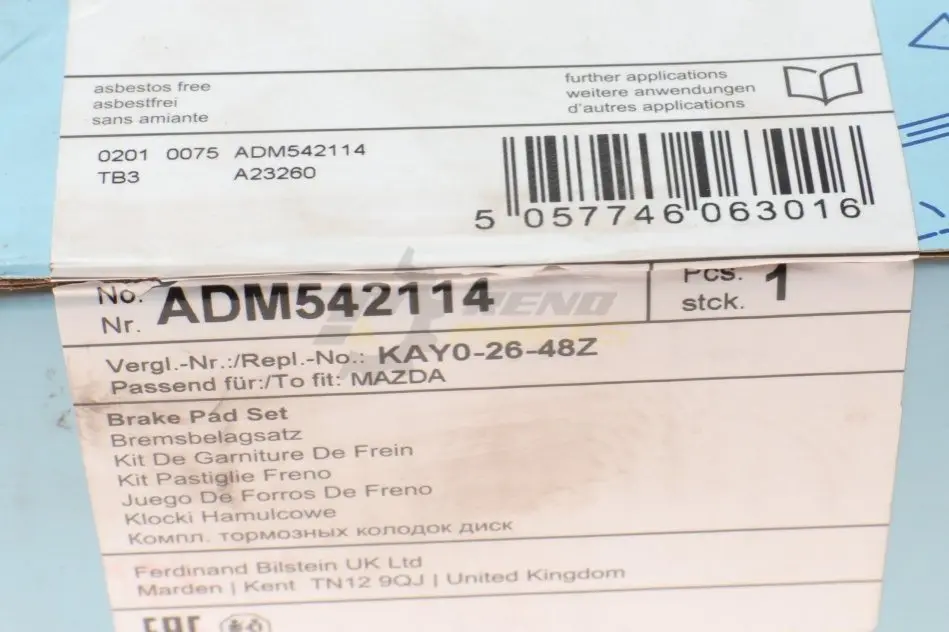 asbestos free
asbestfrei
sans amiante
further applications
weitere anwendungen
d'autres applications
0201 0075 ADM542114
TB3 A23260
5 057746 063016
No. ADM542114
Nr.
Pcs. 1
stck.
Vergl.-Nr.:/Repl.-No.: KAY0-26-48Z
Passend für:/To fit: MAZDA
Brake Pad Set
Bremsbelagsatz
Kit De Garniture De Frein
Kit Pastiglie Freno
Juego De Forros De Freno
Klocki Hamulcowe
Компл. тормозных колодок диск
Ferdinand Bilstein UK Ltd
Marden | Kent TN12 9QJ | United Kingdom
EAC